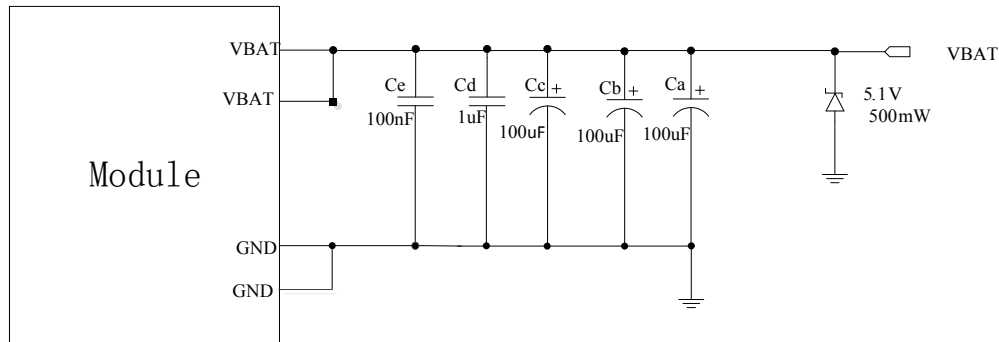 VBAT
VBAT
VBAT
Ce
Cd
Cc
+
Cb
+
Ca
+
5.1V
500mW
100nF
1uF
100uF
100uF
100uF
Module
GND
GND